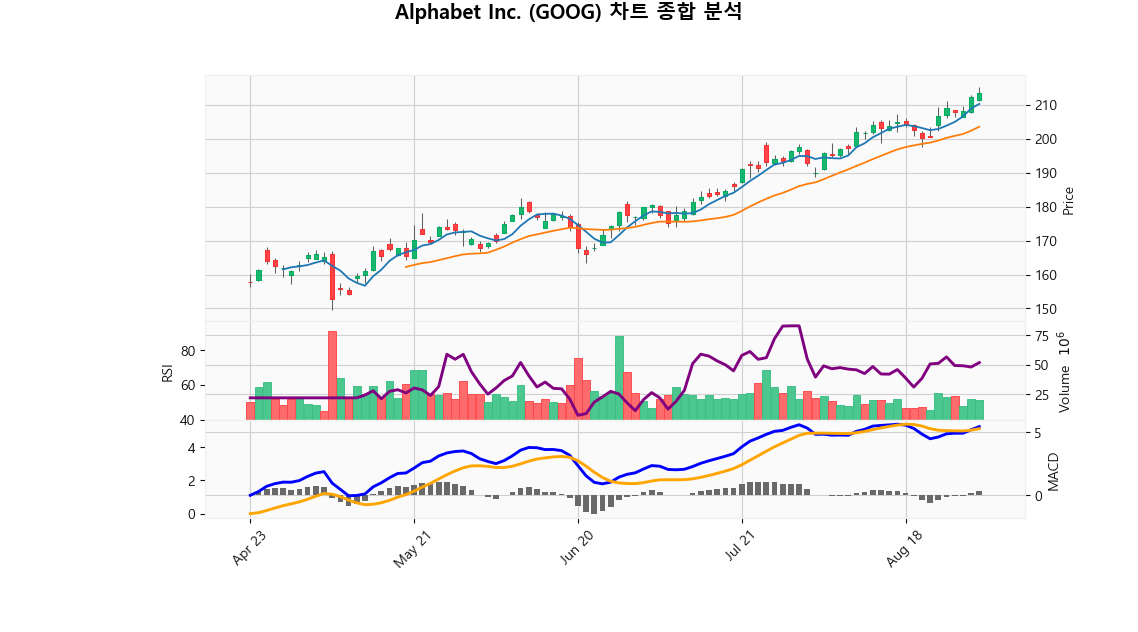 Alphabet Inc. (GOOG) 차트 종합 분석
210
200
190
180
170
160
150
Price
80
60
40
RSI
75
50
25
Volume 10^6
4
2
0
5
0
MACD
Apr 23
May 21
Jun 20
Jul 21
Aug 18